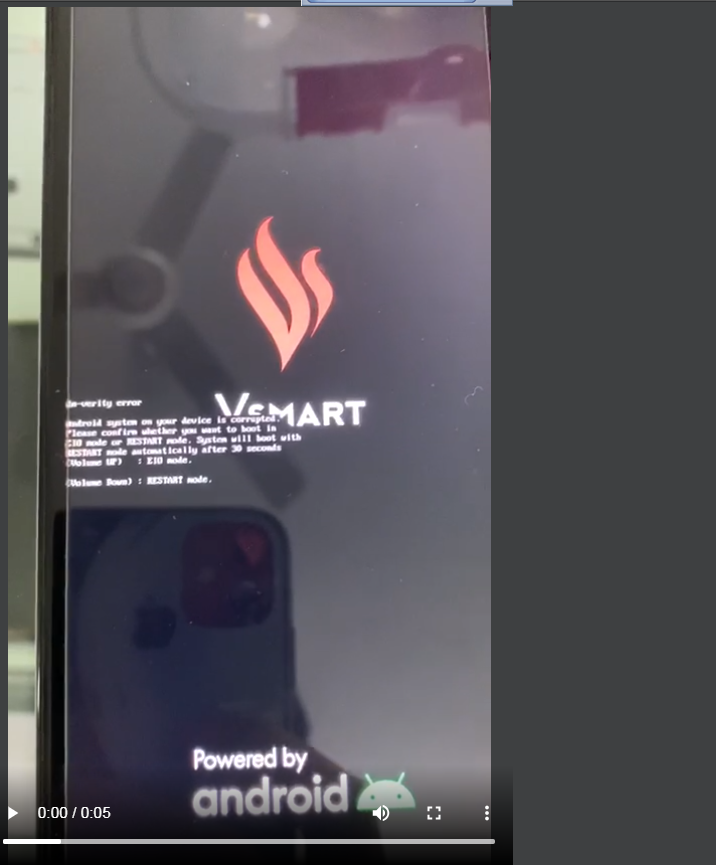 dm-verity error
VSMART
Android system on your device is corrupted.
Please confirm whether you want to boot in
EIO mode or RESTART mode. System will boot with
RESTART mode automatically after 30 seconds
(Volume UP) : EIO mode.
(Volume Down) : RESTART mode.
Powered by
android
0:00 / 0:05